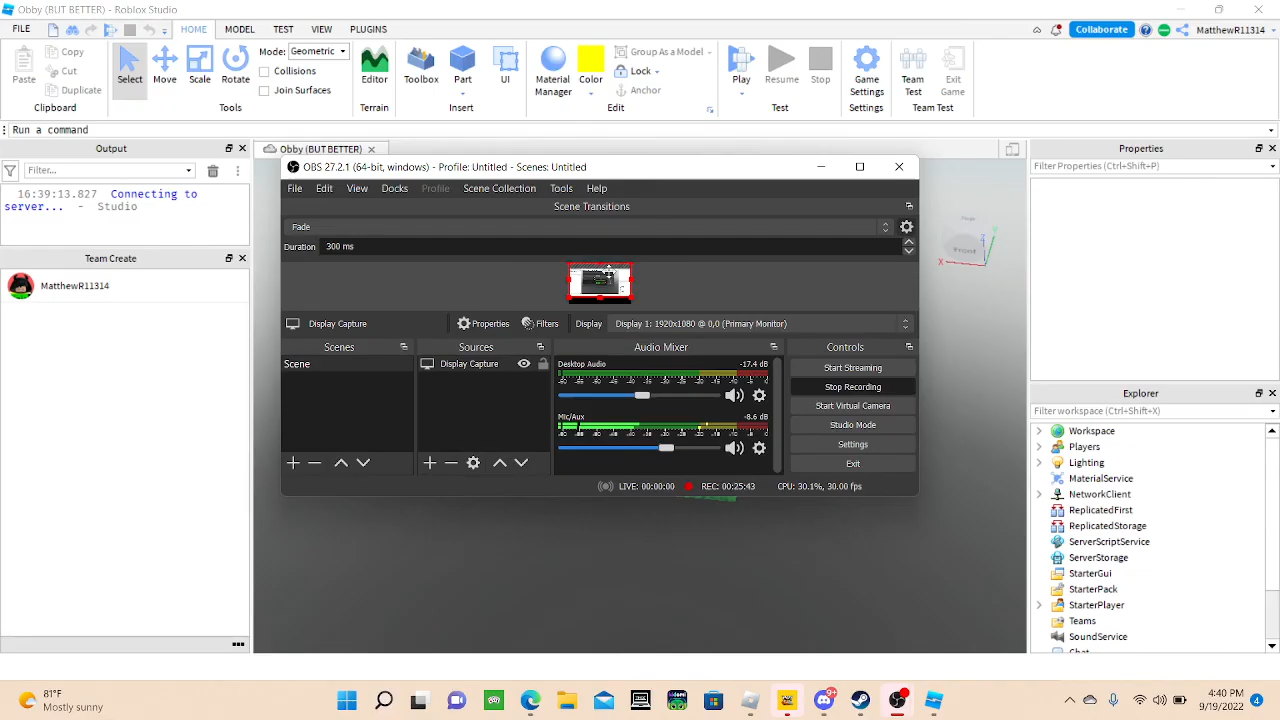 Obby (BUT BETTER) - Roblox Studio
FILE HOME MODEL TEST VIEW PLUGINS Collaborate MatthewR11314
Paste Copy Cut Duplicate Clipboard
Select Move Scale Rotate Mode: Geometric Collisions Join Surfaces Tools
Editor Terrain
Toolbox Part UI Insert
Material Manager Color Group As Model Lock Anchor Edit
Play Resume Stop Test
Game Settings Settings
Team Test Exit Game Team Test
Run a command
Output
Filter...
16:39:13.827 Connecting to
server... - Studio
Team Create
MatthewR11314
Obby (BUT BETTER)
OBS 27.2.1 (64-bit, windows) - Profile: Untitled - Scenes: Untitled
File Edit View Docks Profile Scene Collection Tools Help
Scene Transitions
Fade
Duration: 300 ms
Display Capture Properties Filters Display Display 1: 1920x1080 @ 0,0 (Primary Monitor)
Scenes
Scene
Sources
Display Capture
Audio Mixer
Desktop Audio -17.4 dB
Mic/Aux -8.6 dB
Controls
Start Streaming
Stop Recording
Start Virtual Camera
Studio Mode
Settings
Exit
LIVE: 00:00:00 REC: 00:25:43 CPU: 30.1%, 30.00 fps
X Y Z
Properties
Filter Properties (Ctrl+Shift+P)
Explorer
Filter workspace (Ctrl+Shift+X)
Workspace
Players
Lighting
MaterialService
NetworkClient
ReplicatedFirst
ReplicatedStorage
ServerScriptService
ServerStorage
StarterGui
StarterPack
StarterPlayer
Teams
SoundService
81°F
Mostly sunny
4:40 PM
9/19/2022
4